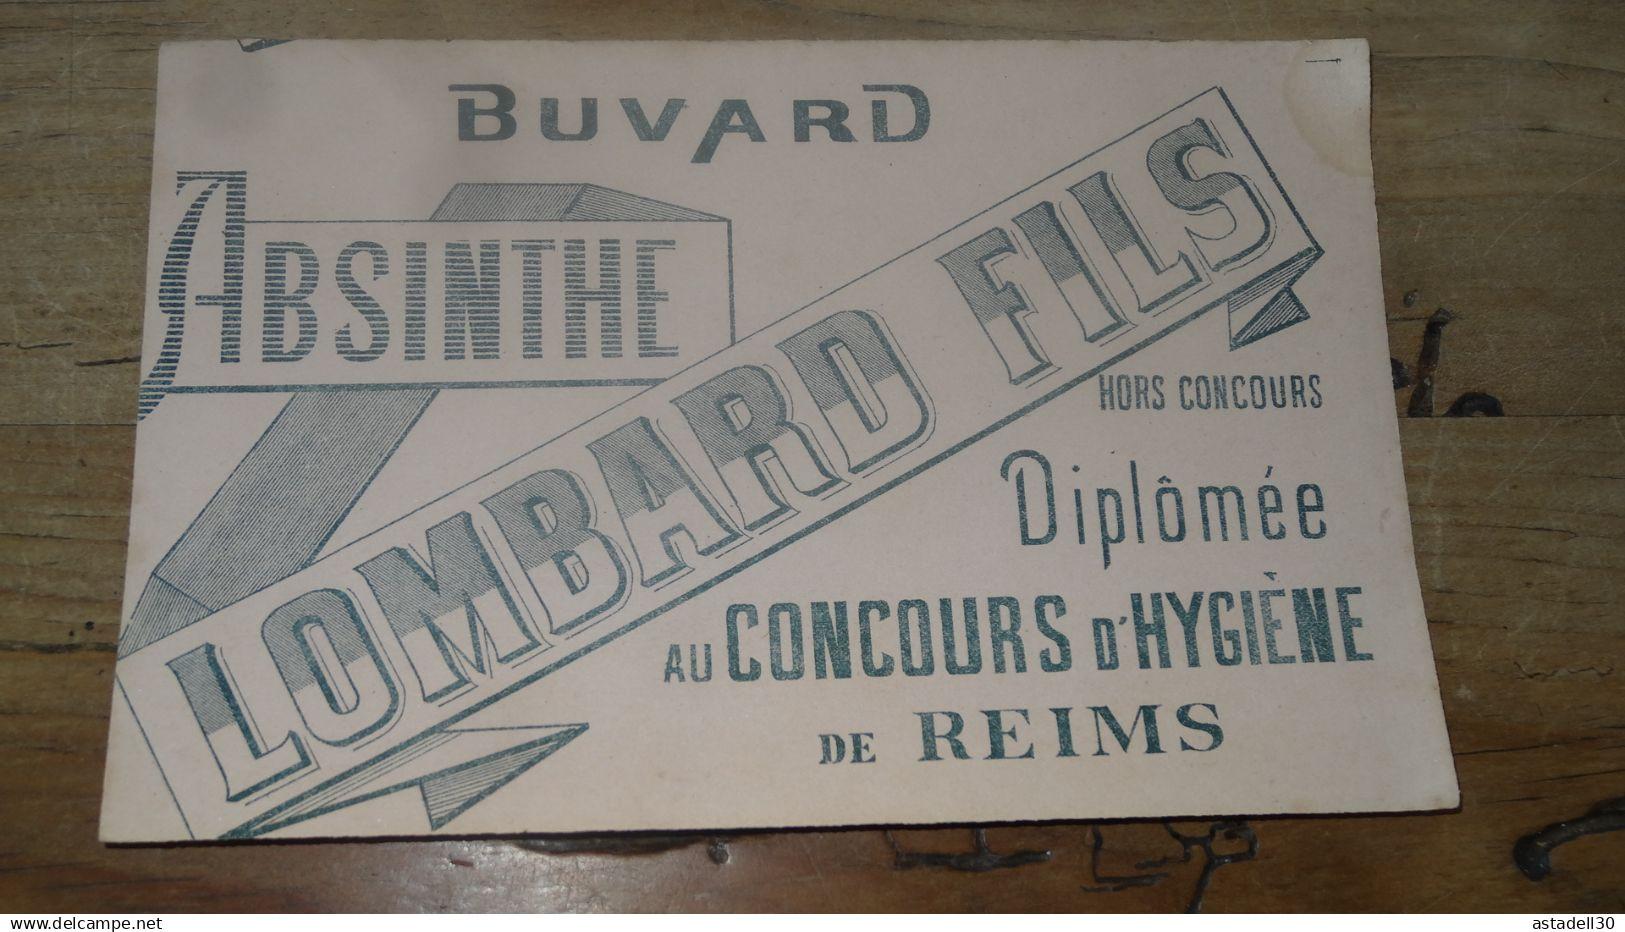 BUVARD
ABSINTHE
LOMBARD FILS
HORS CONCOURS
Diplômée
AU CONCOURS D'HYGIÈNE
DE REIMS
www.delcampe.net
astadell30